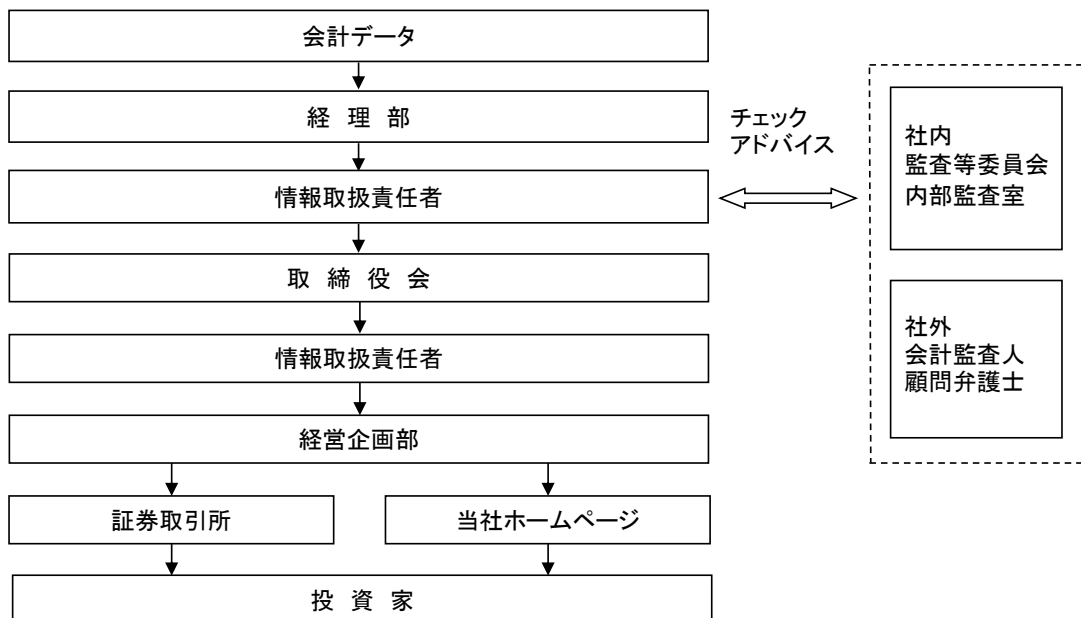 会計データ
経 理 部
チェック
アドバイス
情報取扱責任者
社内
監査等委員会
内部監査室
取 締 役 会
情報取扱責任者
社外
会計監査人
顧問弁護士
経営企画部
証券取引所
当社ホームページ
投 資 家